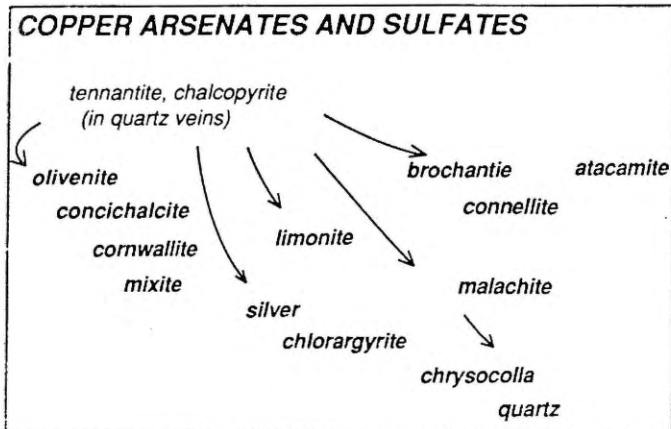 COPPER ARSENATES AND SULFATES
tennantite, chalcopyrite
(in quartz veins)
olivenite
concichalcite
cornwallite
mixite
limonite
silver
chlorargyrite
brochantie
atacamite
connellite
malachite
chrysocolla
quartz